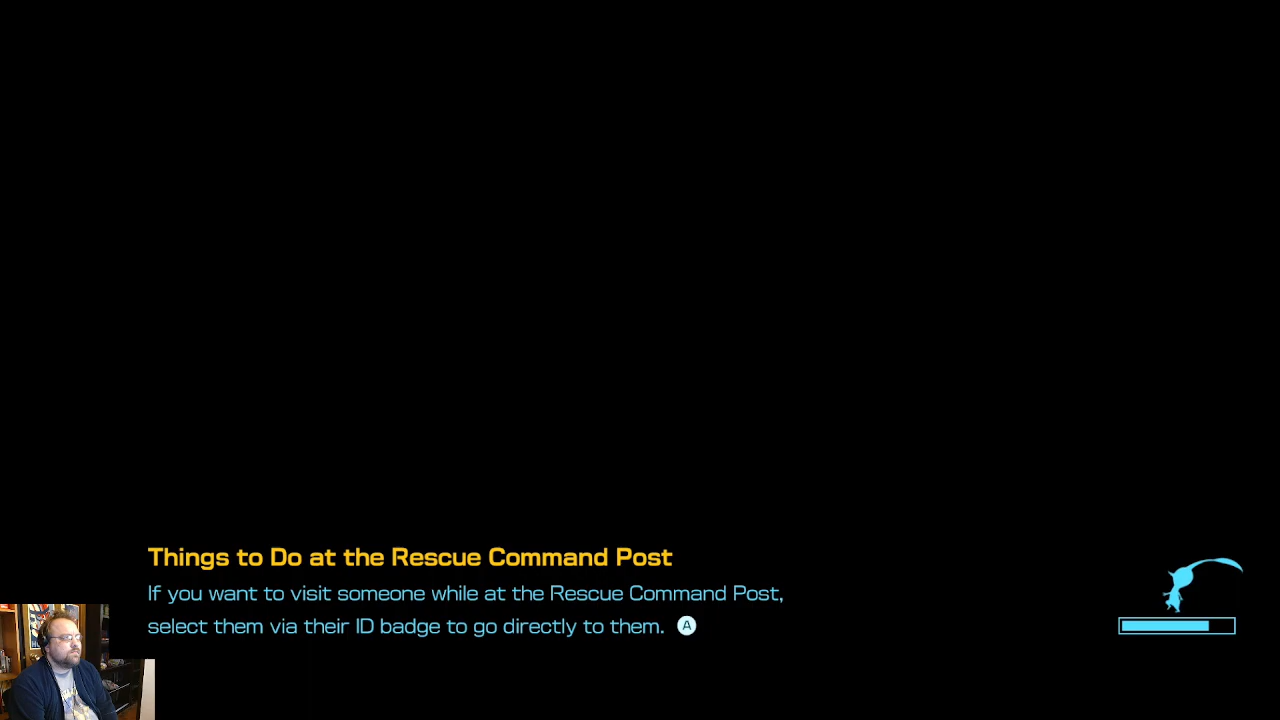 Things to Do at the Rescue Command Post
If you want to visit someone while at the Rescue Command Post,
select them via their ID badge to go directly to them. A